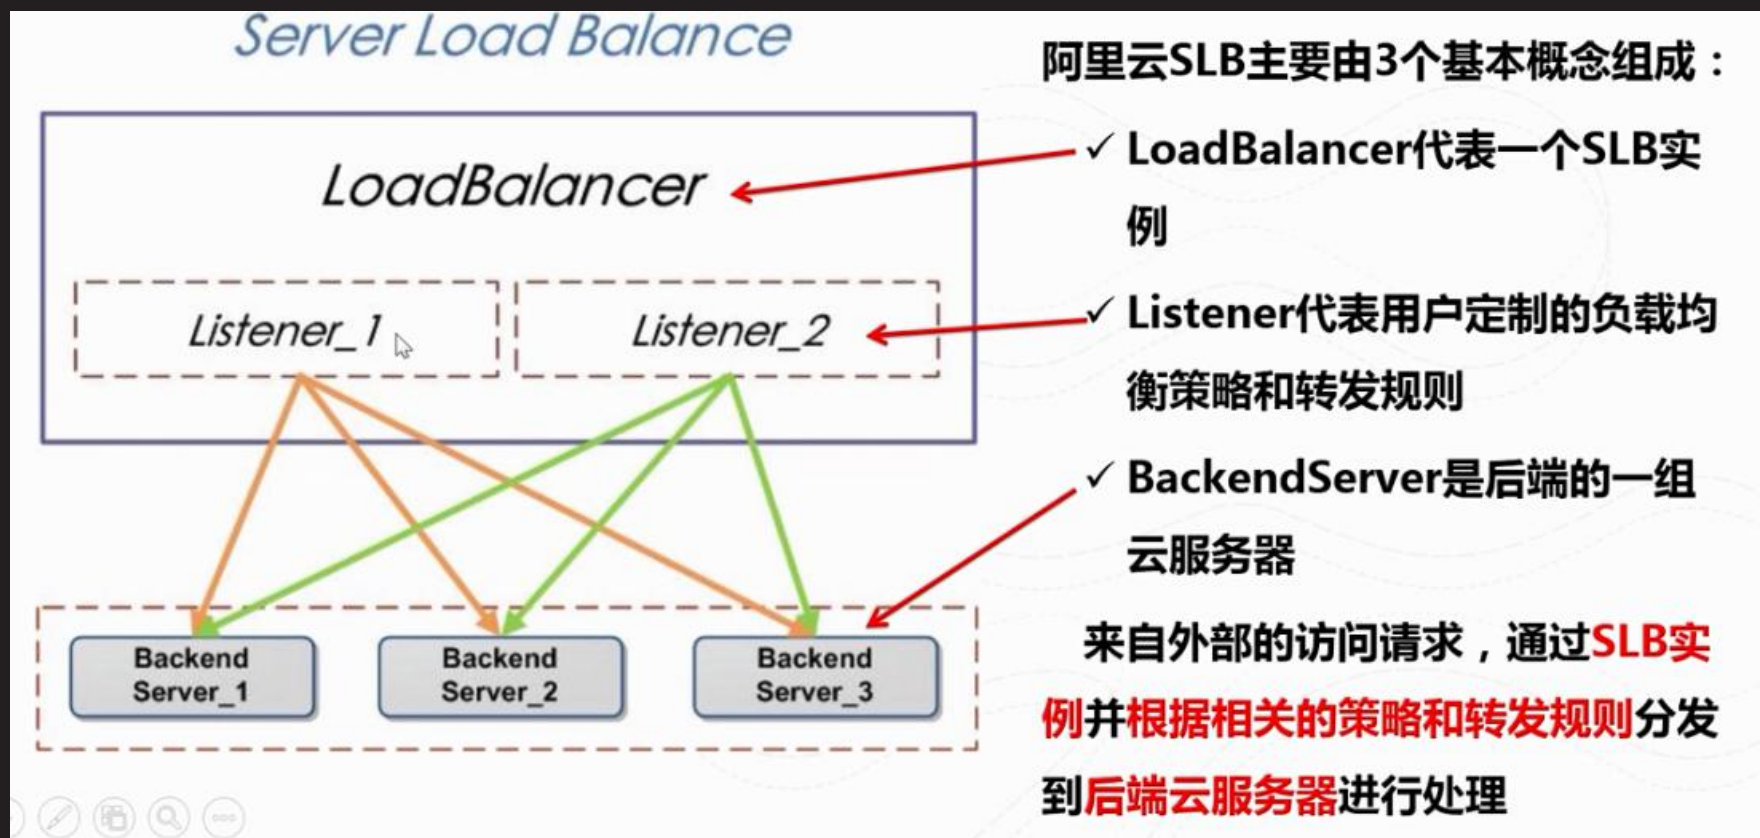 Server Load Balance
LoadBalancer
Listener_1
Listener_2
Backend
Server_1
Backend
Server_2
Backend
Server_3
阿里云SLB主要由3个基本概念组成：
✓ LoadBalancer代表一个SLB实
例
✓ Listener代表用户定制的负载均
衡策略和转发规则
✓ BackendServer是后端的一组
云服务器
来自外部的访问请求，通过SLB实
例并根据相关的策略和转发规则分发
到后端云服务器进行处理